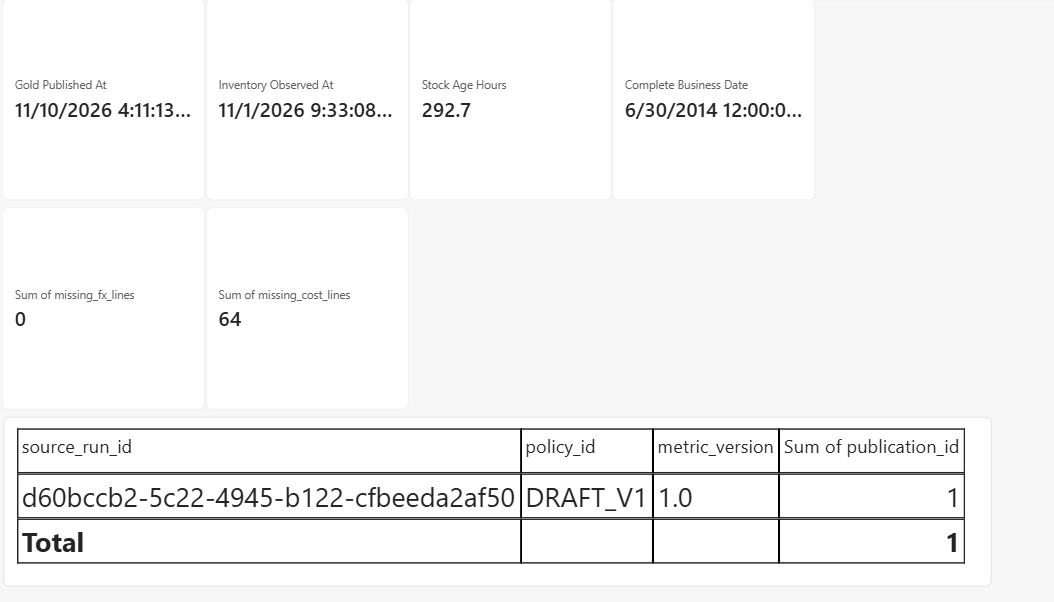 Gold Published At
11/10/2026 4:11:13...
Inventory Observed At
11/1/2026 9:33:08...
Stock Age Hours
292.7
Complete Business Date
6/30/2014 12:00:0...
Sum of missing_fx_lines
0
Sum of missing_cost_lines
64
source_run_id policy_id metric_version Sum of publication_id
d60bccb2-5c22-4945-b122-cfbeeda2af50 DRAFT_V1 1.0 1
Total 1